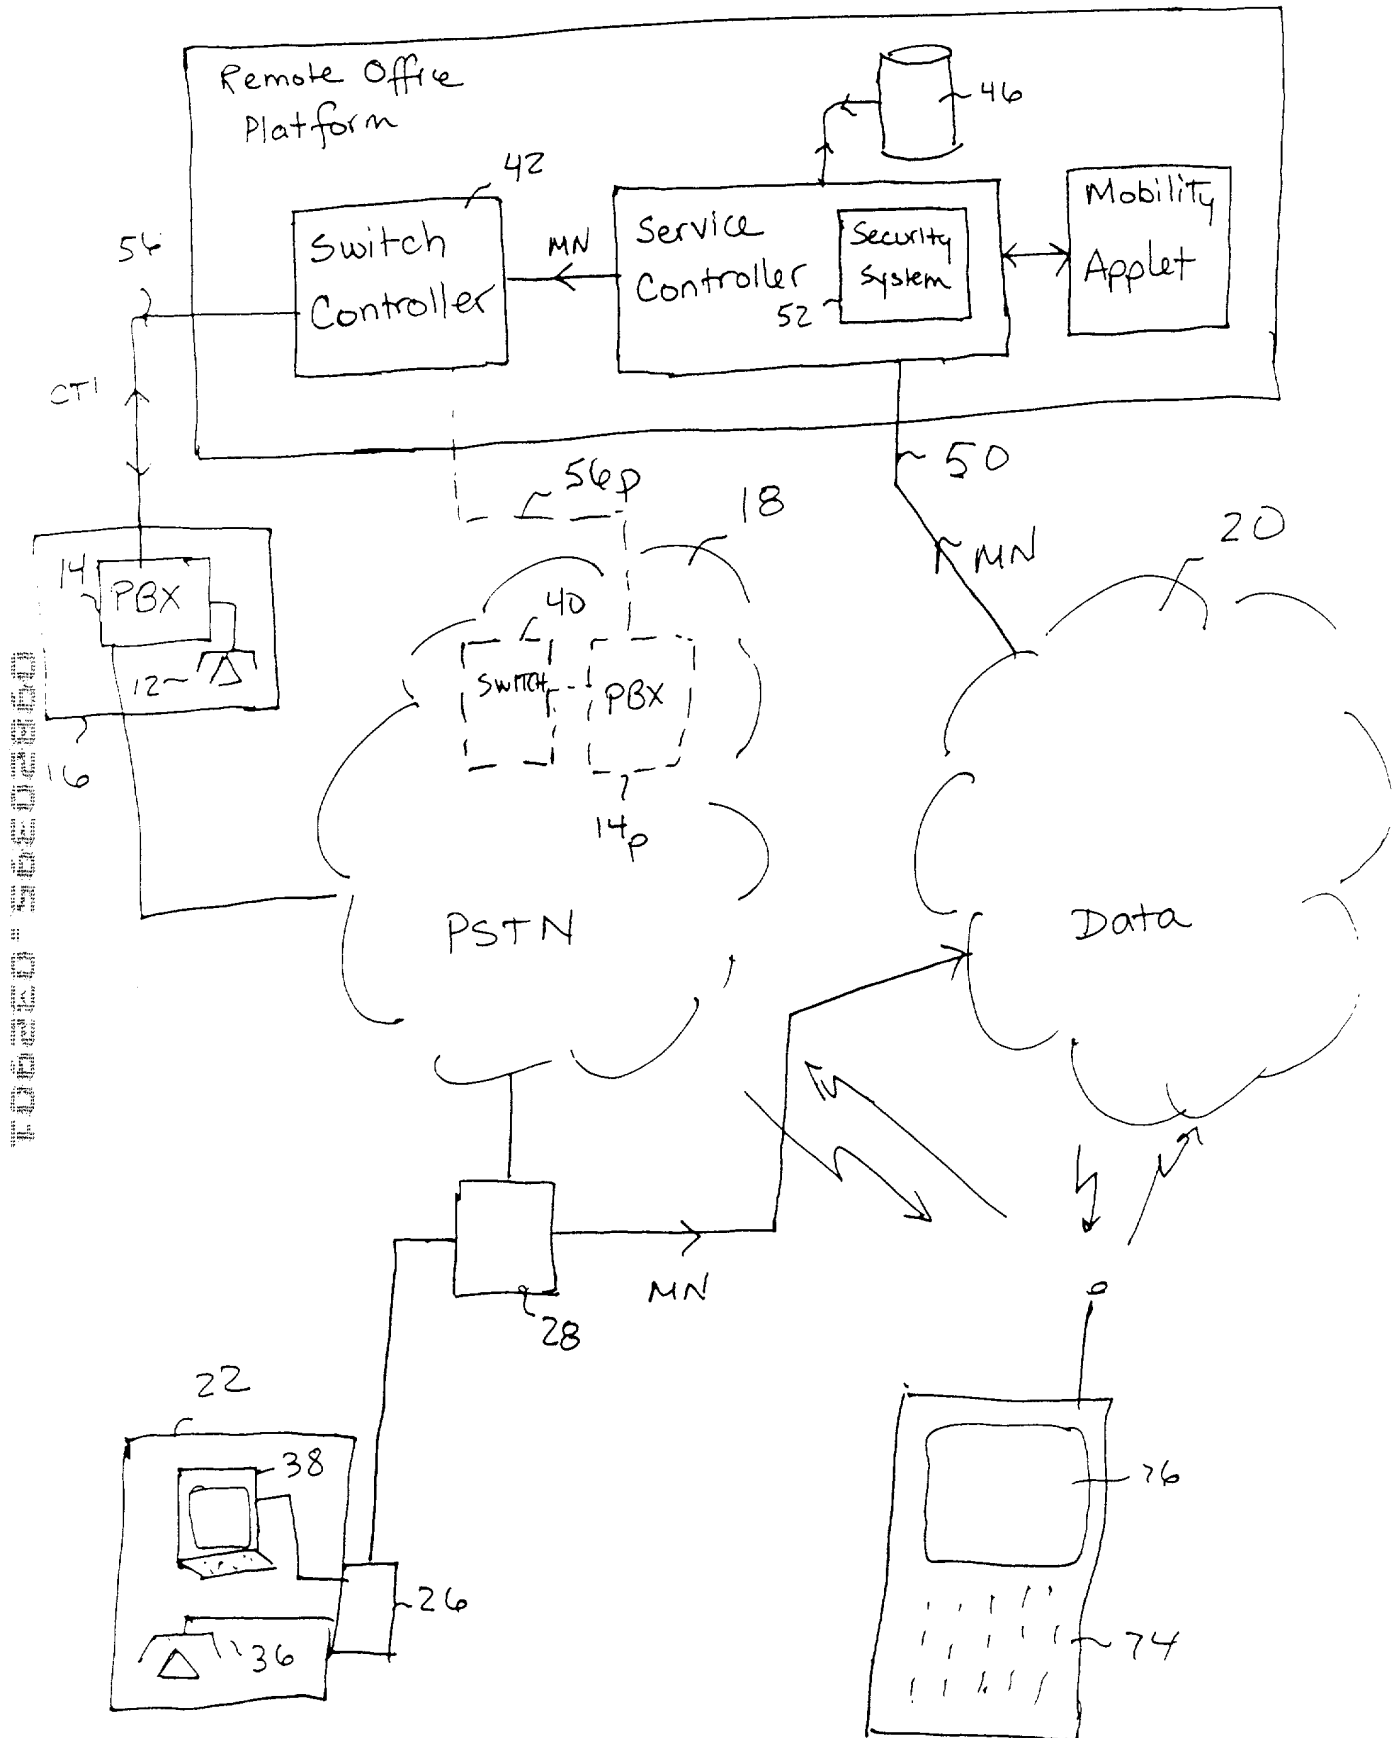 Remote Office
Platform
46
42
Switch
Controller
MN
Service
Controller
Security
System
52
Mobility
Applet
56
CTI
50
MN
56p
18
20
14
PBX
12
16
40
SWITCH
PBX
14p
PSTN
Data
MN
28
22
38
26
36
76
74